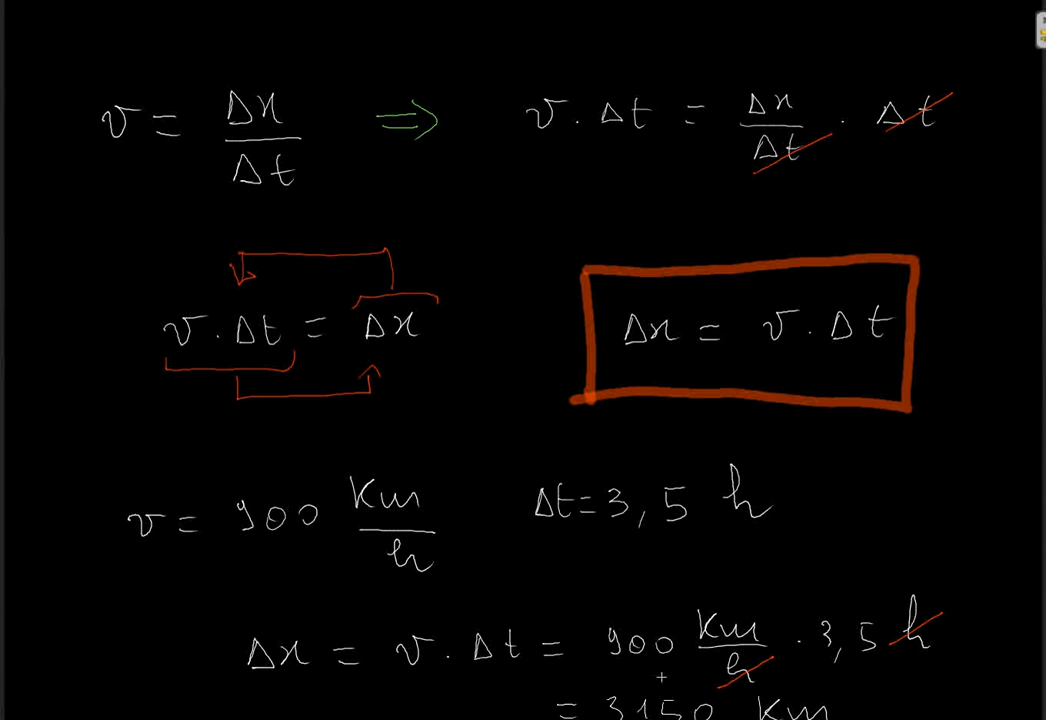 v = Δx/Δt ⇒ v · Δt = Δx/Δt · Δt
v · Δt = Δx Δx = v · Δt
v = 900 Km/h Δt = 3,5 h
Δx = v · Δt = 900 Km/h · 3,5 h
= 3150 Km